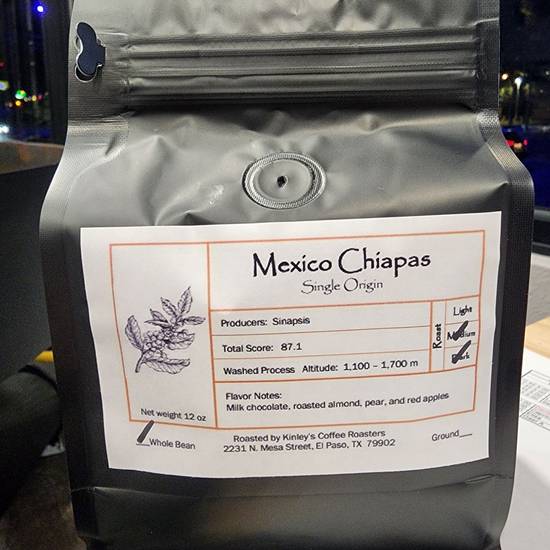 Mexico Chiapas
Single Origin
Producers: Sinapsis
Total Score: 87.1
Washed Process Altitude: 1,100 – 1,700 m
Roast
Light
Medium
Dark
Flavor Notes:
Milk chocolate, roasted almond, pear, and red apples
Net weight 12 oz
__Whole Bean
Roasted by Kinley's Coffee Roasters
2231 N. Mesa Street, El Paso, TX 79902
Ground__